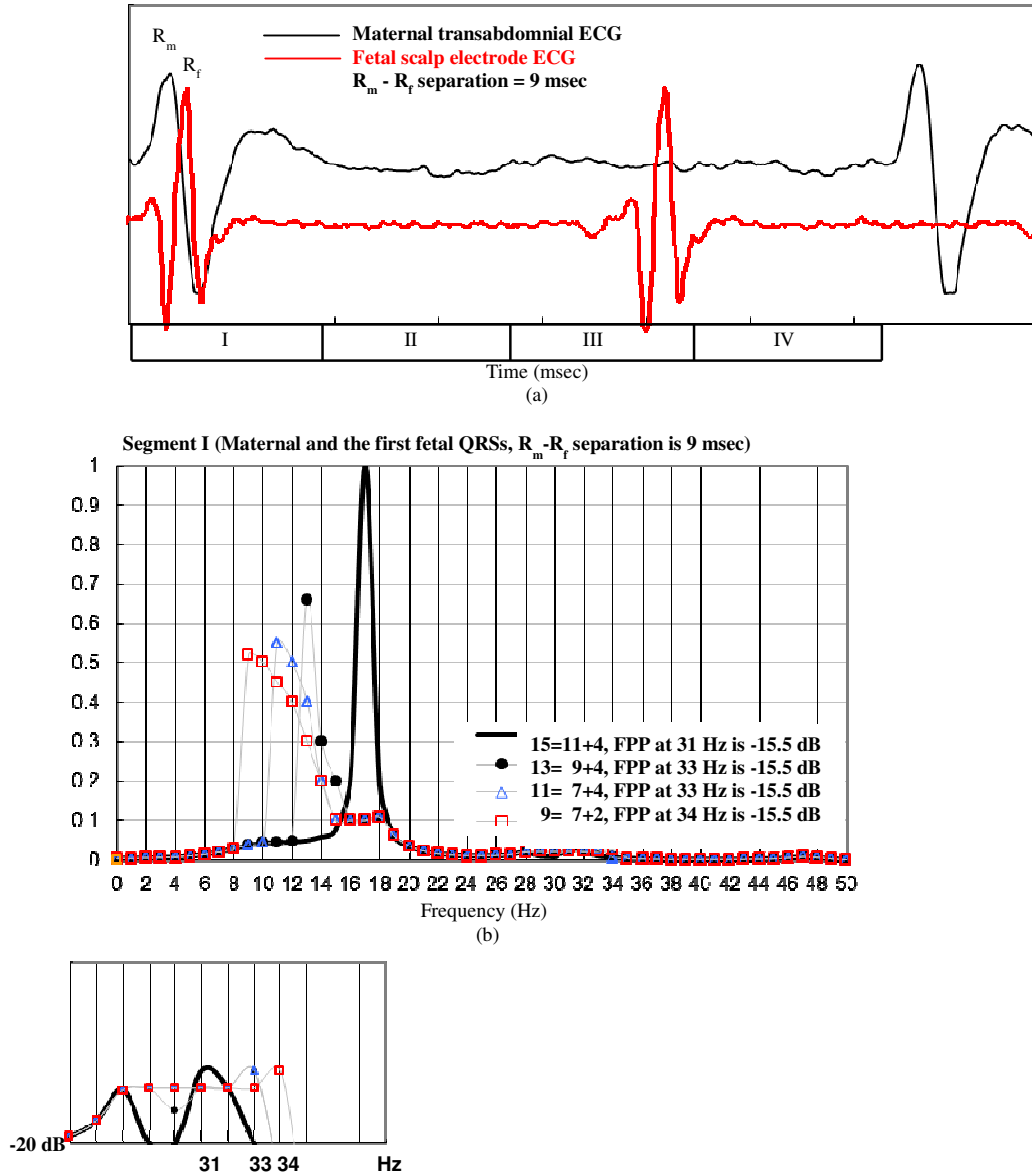 R_m
R_f
Maternal transabdomnial ECG
Fetal scalp electrode ECG
R_m - R_f separation = 9 msec
I II III IV
Time (msec)
(a)
Segment I (Maternal and the first fetal QRSs, R_m-R_f separation is 9 msec)
1
0.9
0.8
0.7
0.6
0.5
0.4
0.3
0.2
0.1
0
15=11+4, FPP at 31 Hz is -15.5 dB
13= 9+4, FPP at 33 Hz is -15.5 dB
11= 7+4, FPP at 33 Hz is -15.5 dB
9= 7+2, FPP at 34 Hz is -15.5 dB
0 2 4 6 8 10 12 14 16 18 20 22 24 26 28 30 32 34 36 38 40 42 44 46 48 50
Frequency (Hz)
(b)
-20 dB
31 33 34 Hz